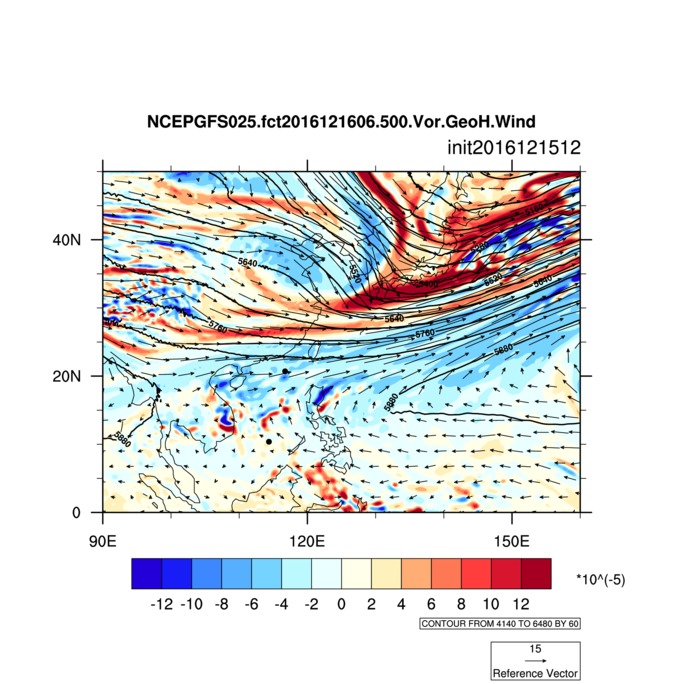 NCEPGFS025.fct2016121606.500.Vor.GeoH.Wind
init2016121512
40N
20N
0
90E 120E 150E
5640
5760
5640
5760
5880
5880
5880
5520
5640
-12 -10 -8 -6 -4 -2 0 2 4 6 8 10 12
*10^(-5)
CONTOUR FROM 4140 TO 6480 BY 60
15
Reference Vector